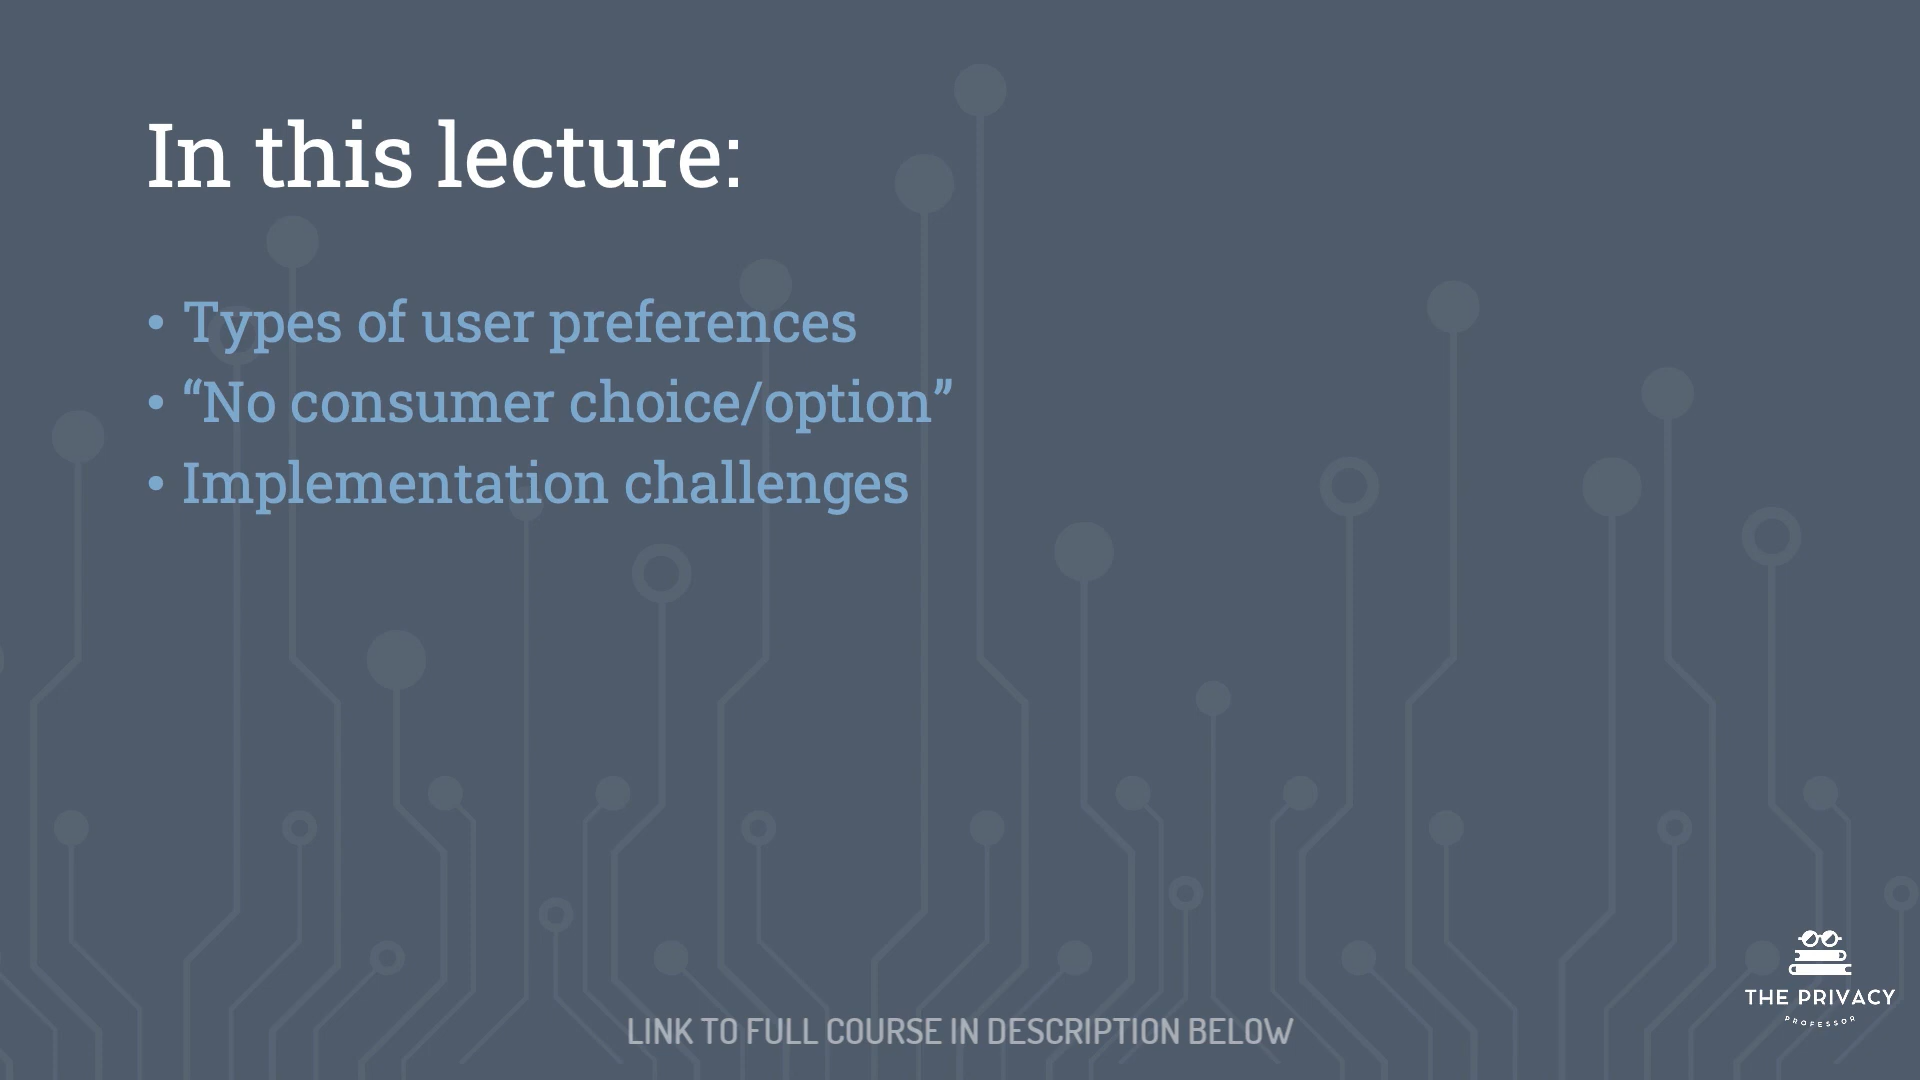 In this lecture:
• Types of user preferences
• “No consumer choice/option”
• Implementation challenges
THE PRIVACY
PROFESSOR
LINK TO FULL COURSE IN DESCRIPTION BELOW